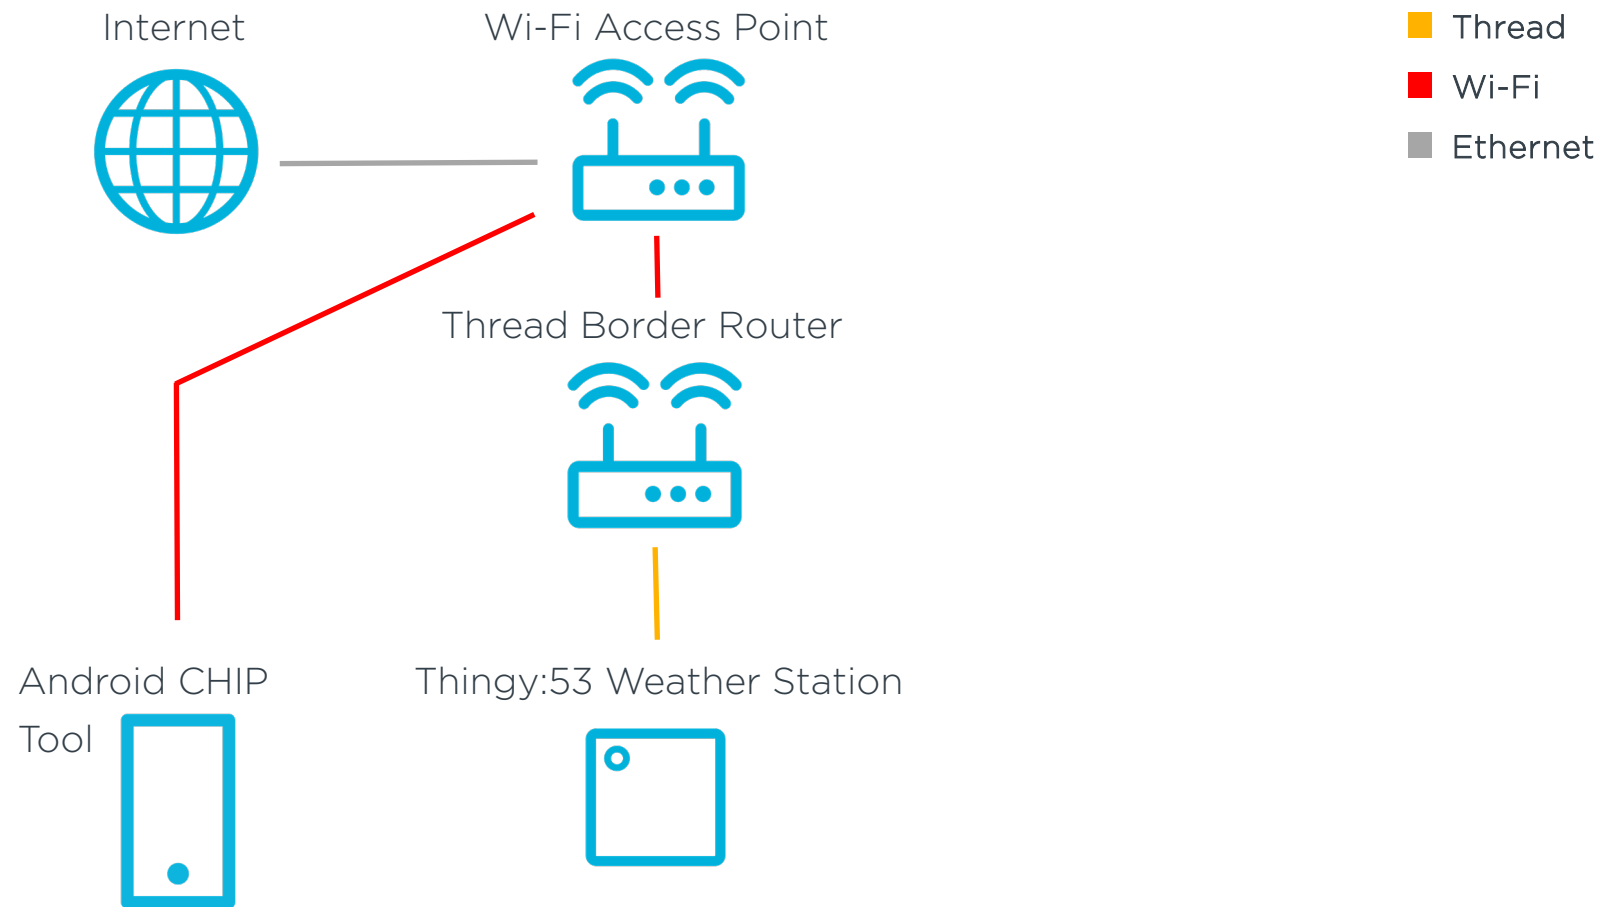 Internet
Wi-Fi Access Point
Thread
Wi-Fi
Ethernet
Thread Border Router
Android CHIP
Tool
Thingy:53 Weather Station